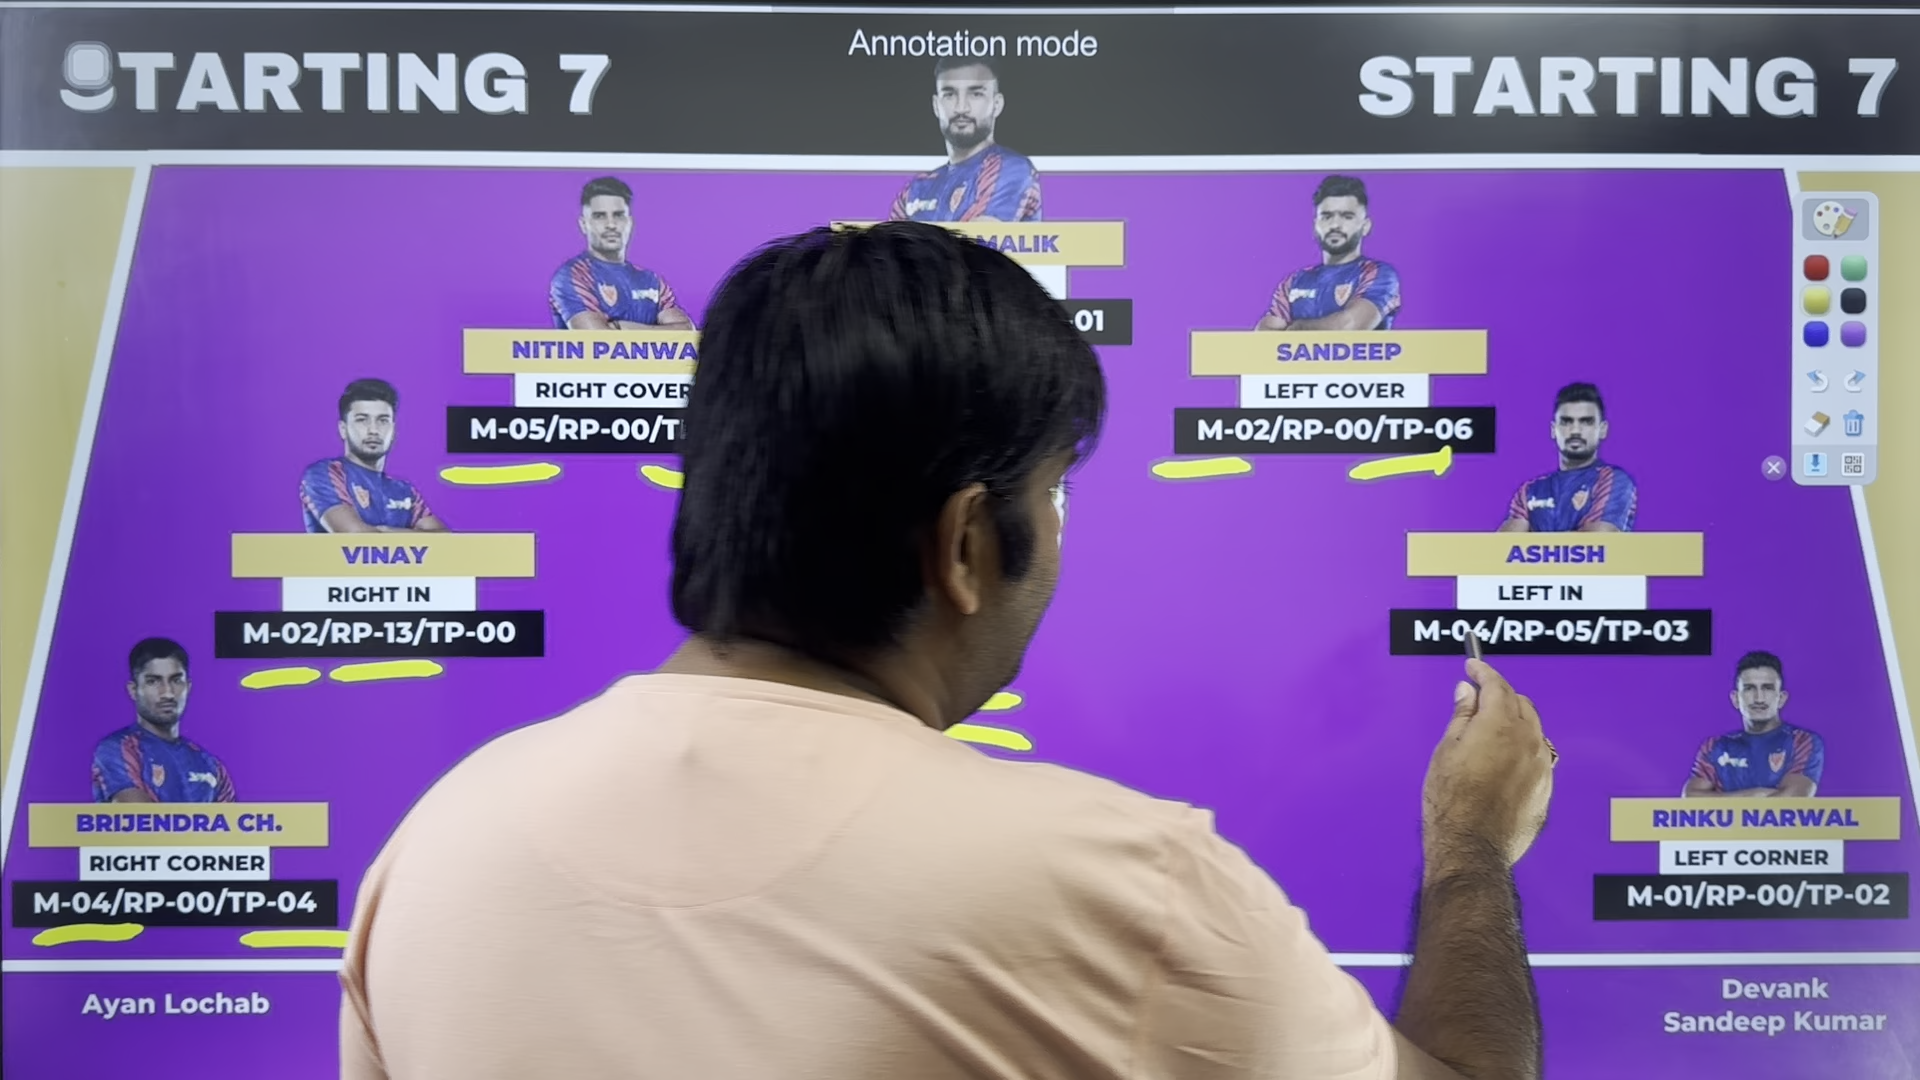 STARTING 7
Annotation mode
STARTING 7
MALIK
-01
NITIN
RIGHT COVER
M-05/RP-00/
SANDEEP
LEFT COVER
M-02/RP-00/TP-06
VINAY
RIGHT IN
M-02/RP-13/TP-00
ASHISH
LEFT IN
M-04/RP-05/TP-03
BRIJENDRA CH.
RIGHT CORNER
M-04/RP-00/TP-04
RINKU NARWAL
LEFT CORNER
M-01/RP-00/TP-02
Ayan Lochab
Devank
Sandeep Kumar